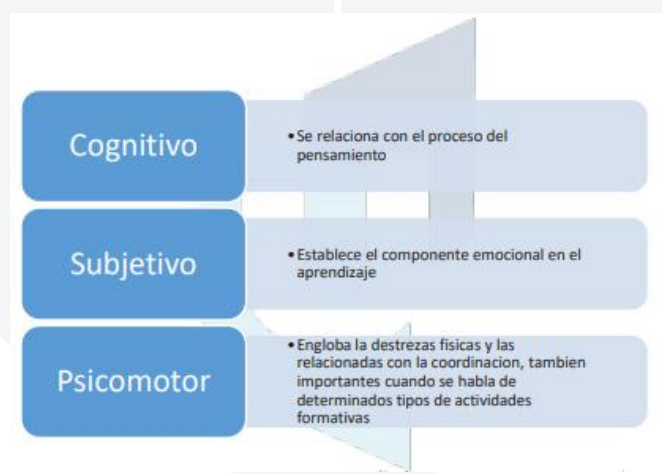 Cognitivo
•Se relaciona con el proceso del
pensamiento
Subjetivo
•Establece el componente emocional en el
aprendizaje
Psicomotor
•Engloba la destrezas fisicas y las
relacionadas con la coordinacion, tambien
importantes cuando se habla de
determinados tipos de actividades
formativas